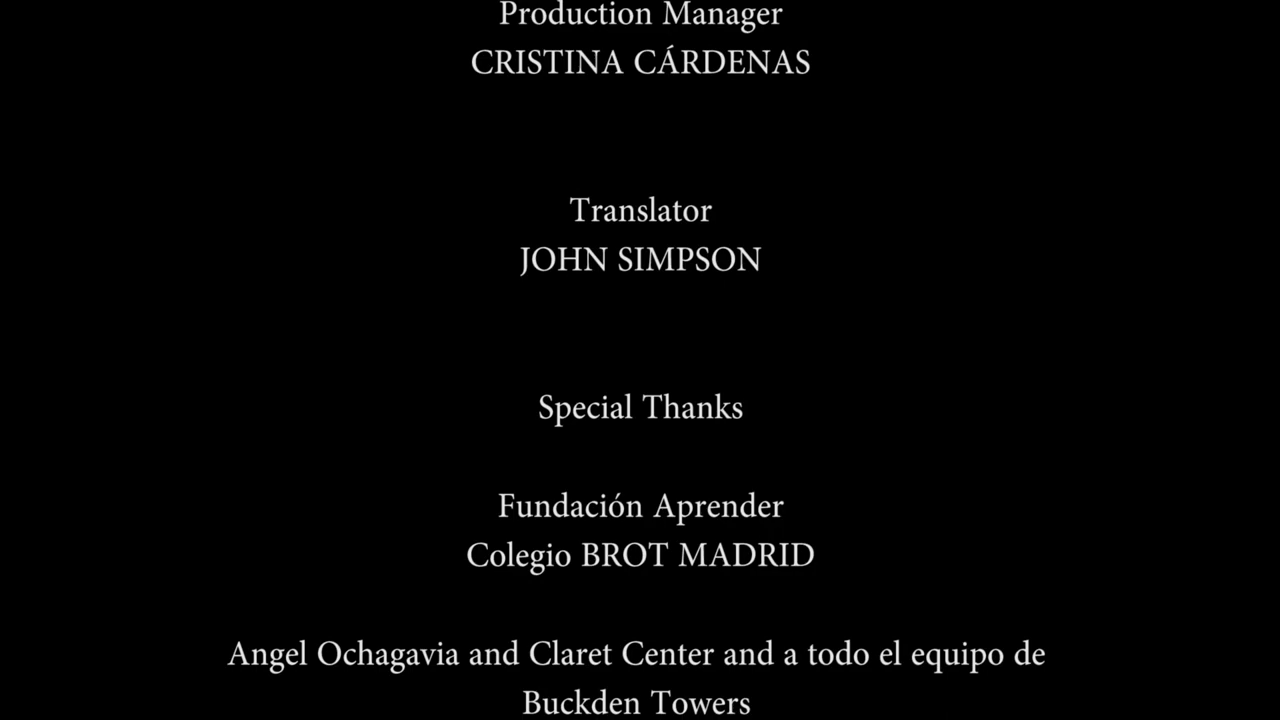 Production Manager
CRISTINA CÁRDENAS
Translator
JOHN SIMPSON
Special Thanks
Fundación Aprender
Colegio BROT MADRID
Angel Ochagavia and Claret Center and a todo el equipo de
Buckden Towers